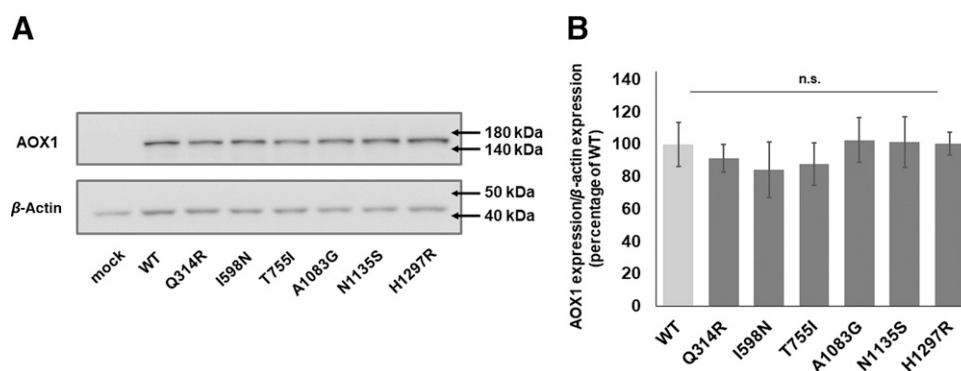 A
AOX1
180 kDa
140 kDa
β-Actin
50 kDa
40 kDa
mock
WT
Q314R
I598N
T755I
A1083G
N1135S
H1297R
B
AOX1 expression/β-actin expression
(percentage of WT)
140
120
100
80
60
40
20
0
n.s.
WT
Q314R
I598N
T755I
A1083G
N1135S
H1297R